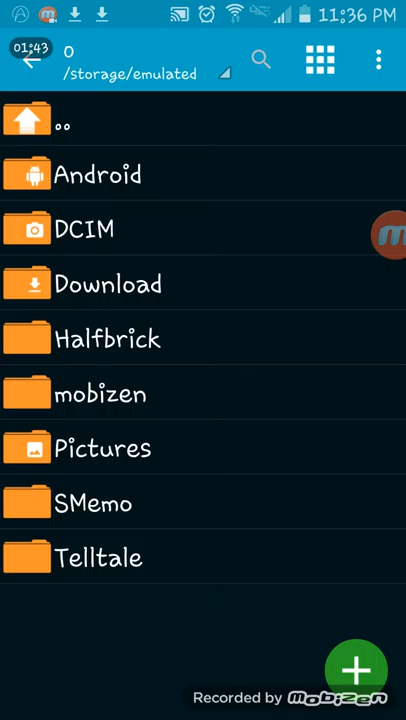 11:36 PM
01:43
0
/storage/emulated
..
Android
DCIM
Download
Halfbrick
mobizen
Pictures
SMemo
Telltale
Recorded by mobizen